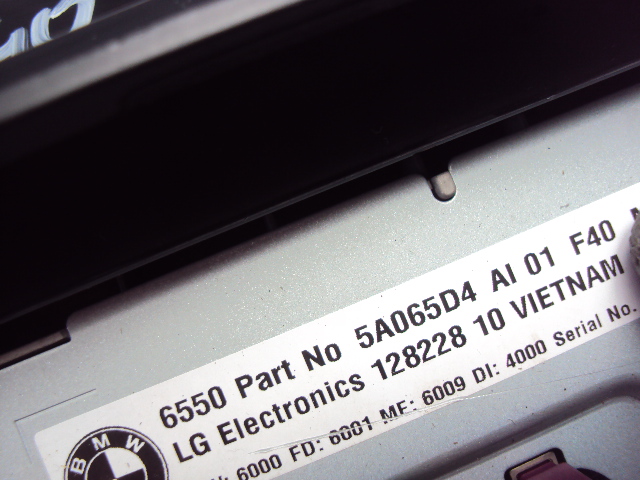 6550 Part No 5A065D4 AI 01 F40
LG Electronics 128228 10 VIETNAM
6000 FD: 6001 ME: 6009 DI: 4000 Serial No.
BMW